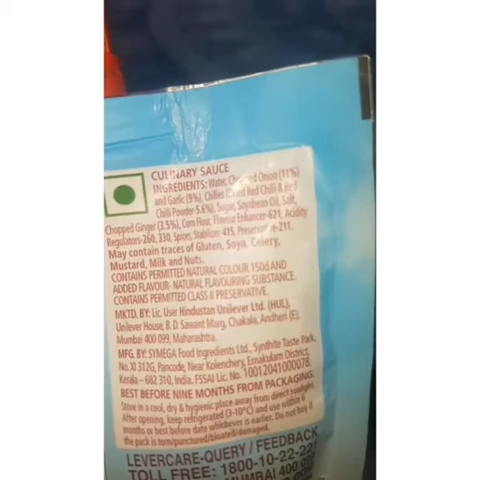 CULINARY SAUCE
INGREDIENTS: Water, Chopped Onion (11%)
and Garlic (9%), Chillies (Dried Red Chilli & Red
Chilli Powder 5.6%), Sugar, Soyabean Oil, Salt,
Chopped Ginger (3.5%), Corn Flour, Flavour Enhancer-621, Acidity
Regulators-260, 330, Spices, Stabilizer-415, Preservative-211.
May contain traces of Gluten, Soya, Celery,
Mustard, Milk and Nuts.
CONTAINS PERMITTED NATURAL COLOUR 150d AND
ADDED FLAVOUR- NATURAL FLAVOURING SUBSTANCE.
CONTAINS PERMITTED CLASS II PRESERVATIVE.
MKTD. BY: Lic. User Hindustan Unilever Ltd. (HUL),
Unilever House, B. D. Sawant Marg, Chakala, Andheri (E),
Mumbai 400 099, Maharashtra.
MFG. BY: SYMEGA Food Ingredients Ltd., Synthite Taste Park,
No. XI 312G, Pancode, Near Koienchery, Ernakulam District,
Kerala – 682 310, India. FSSAI Lic. No. 10012041000078
BEST BEFORE NINE MONTHS FROM PACKAGING.
Store in a cool, dry & hygienic place away from direct sunlight.
After opening, keep refrigerated (3-10°C) and use within 6
months or best before date whichever is earlier. Do not buy if
the pack is torn/punctured/bloated/damaged.
LEVERCARE-QUERY / FEEDBACK
TOLL FREE: 1800-10-22-22
MUMBAI 400 0